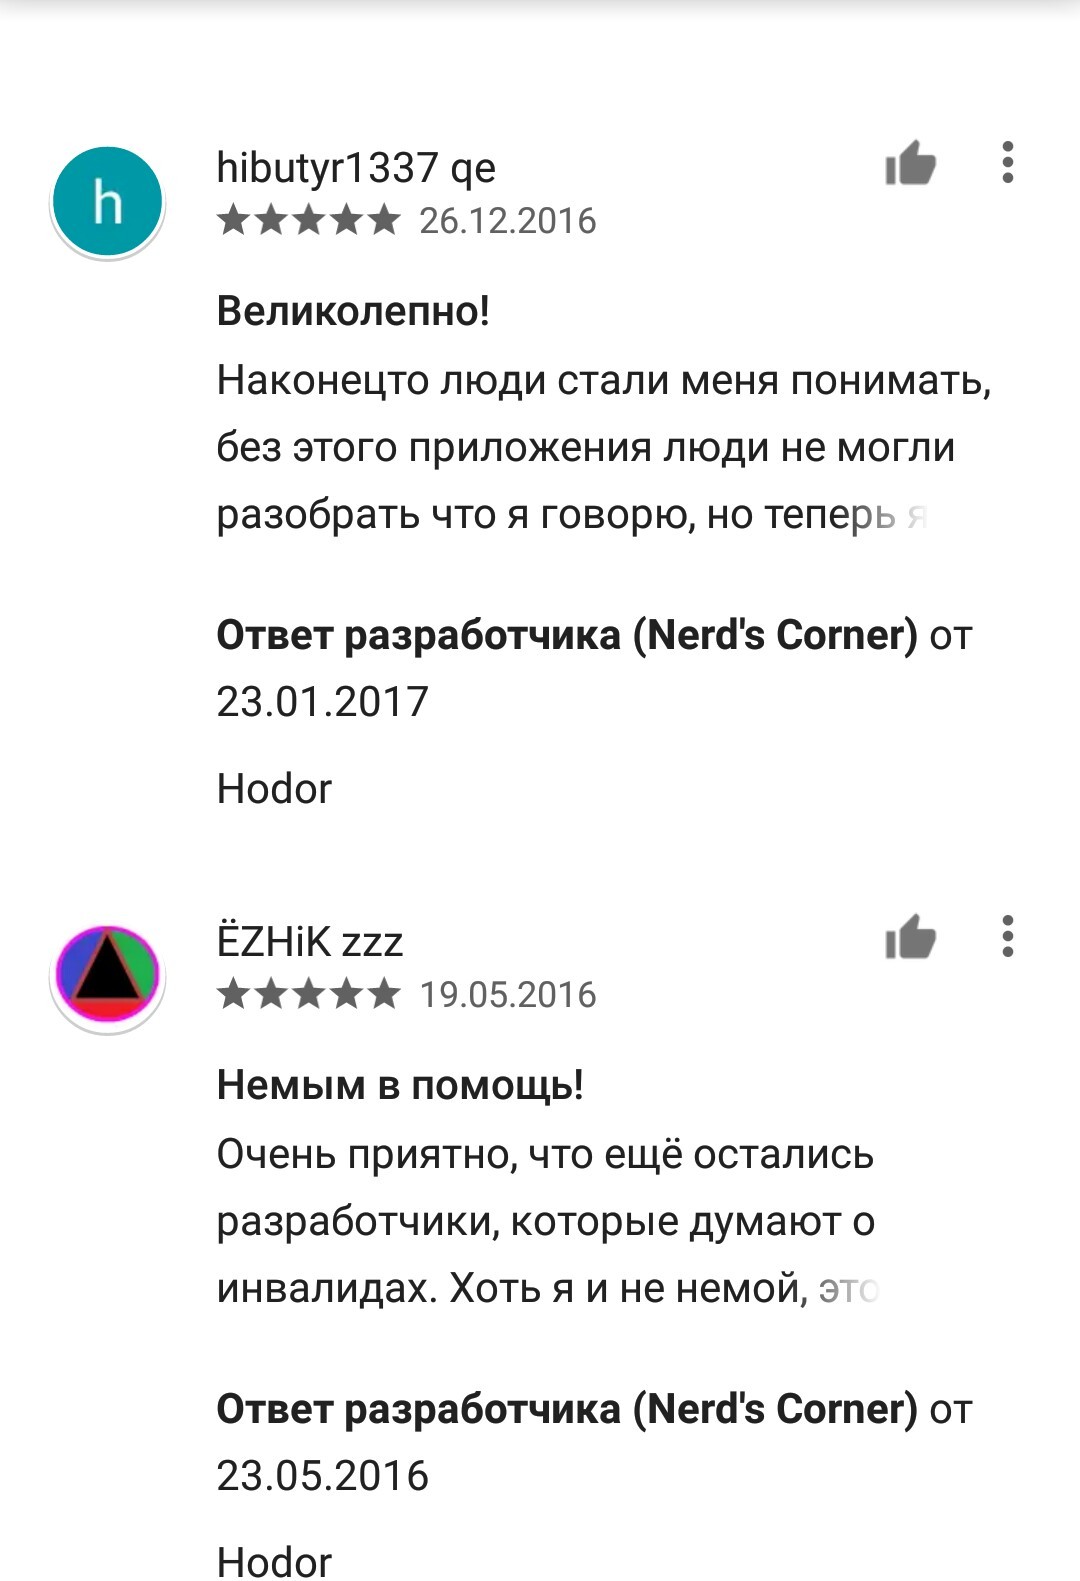 h
hibutyr1337 qe
26.12.2016
Великолепно!
Наконецто люди стали меня понимать,
без этого приложения люди не могли
разобрать что я говорю, но теперь я
Ответ разработчика (Nerd's Corner) от
23.01.2017
Hodor
ËZHiK zzz
19.05.2016
Немым в помощь!
Очень приятно, что ещё остались
разработчики, которые думают о
инвалидах. Хоть я и не немой, это
Ответ разработчика (Nerd's Corner) от
23.05.2016
Hodor